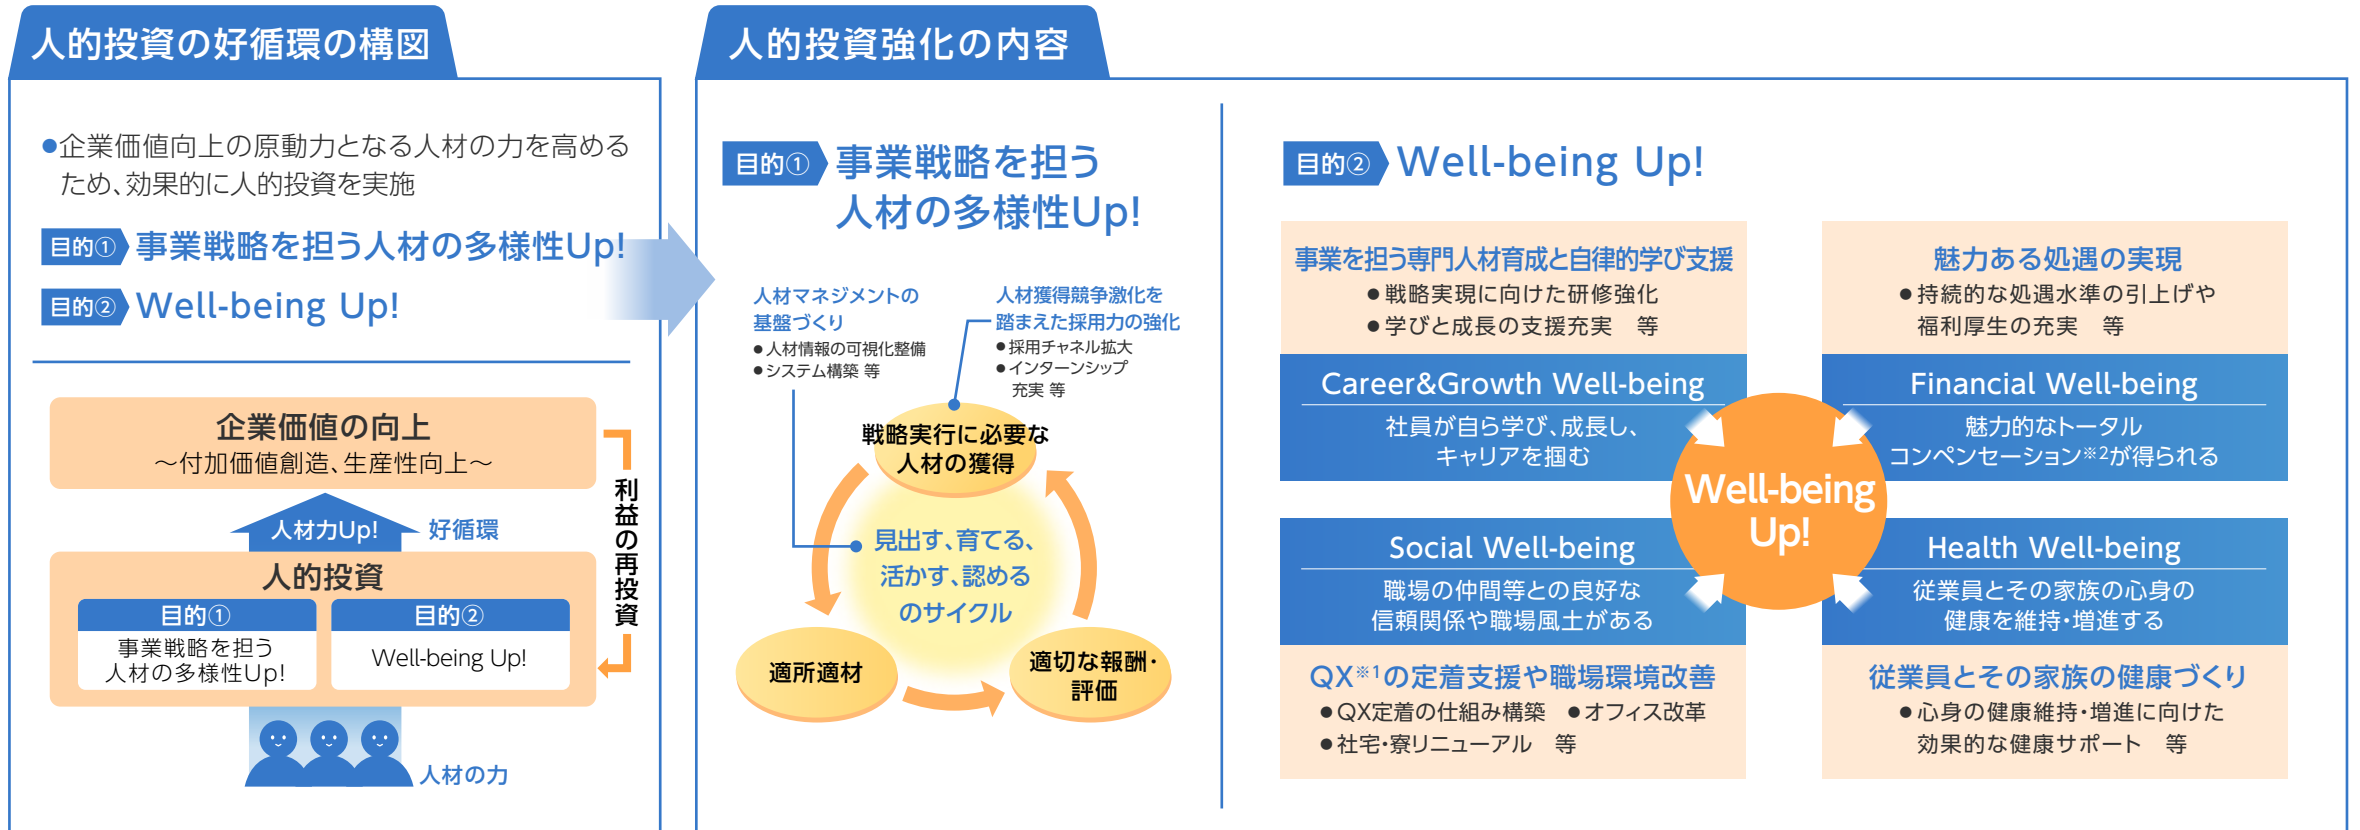 人的投資の好循環の構図
●企業価値向上の原動力となる人材の力を高める
ため、効果的に人的投資を実施
目的① 事業戦略を担う人材の多様性Up!
目的② Well-being Up!
企業価値の向上
～付加価値創造、生産性向上～
人材力Up!
好循環
利益の再投資
人的投資
目的①
事業戦略を担う
人材の多様性Up!
目的②
Well-being Up!
人材の力
人的投資強化の内容
目的① 事業戦略を担う
人材の多様性Up!
人材マネジメントの
基盤づくり
●人材情報の可視化整備
●システム構築 等
人材獲得競争激化を
踏まえた採用力の強化
●採用チャネル拡大
●インターンシップ
充実 等
戦略実行に必要な
人材の獲得
見出す、育てる、
活かす、認める
のサイクル
適所適材
適切な報酬・
評価
目的② Well-being Up!
事業を担う専門人材育成と自律的学び支援
●戦略実現に向けた研修強化
●学びと成長の支援充実　等
Career&Growth Well-being
社員が自ら学び、成長し、
キャリアを掴む
魅力ある処遇の実現
●持続的な処遇水準の引上げや
福利厚生の充実　等
Financial Well-being
魅力的なトータル
コンペンセーション※2が得られる
Well-being
Up!
Social Well-being
職場の仲間等との良好な
信頼関係や職場風土がある
QX※1の定着支援や職場環境改善
●QX定着の仕組み構築　●オフィス改革
●社宅・寮リニューアル　等
Health Well-being
従業員とその家族の心身の
健康を維持・増進する
従業員とその家族の健康づくり
●心身の健康維持・増進に向けた
効果的な健康サポート　等